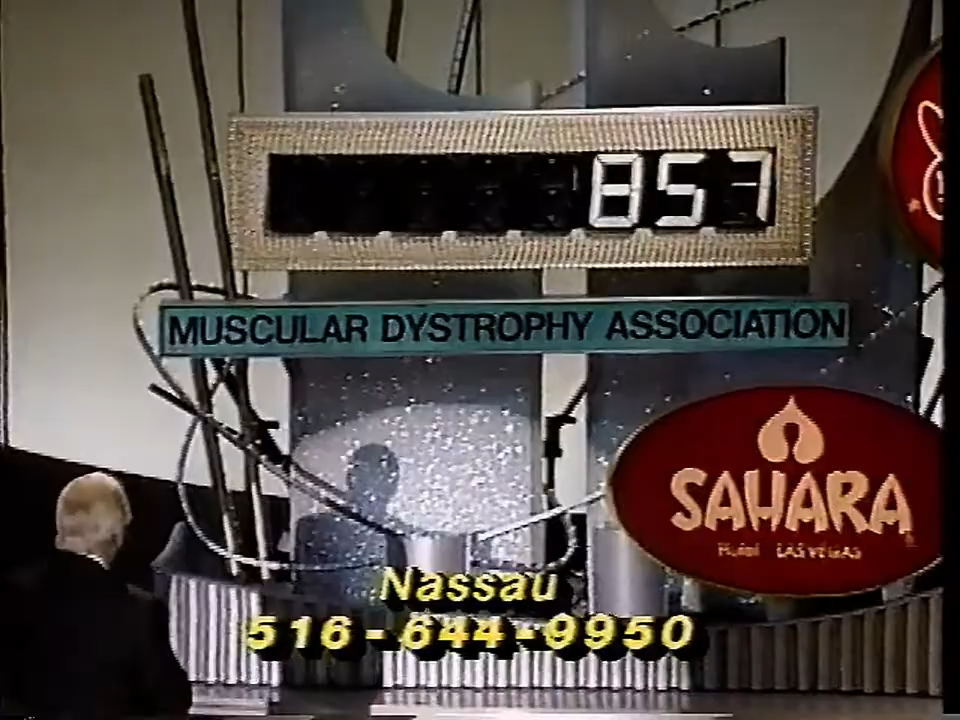 857
MUSCULAR DYSTROPHY ASSOCIATION
SAHARA
Hotel LAS VEGAS
Nassau
516-644-9950